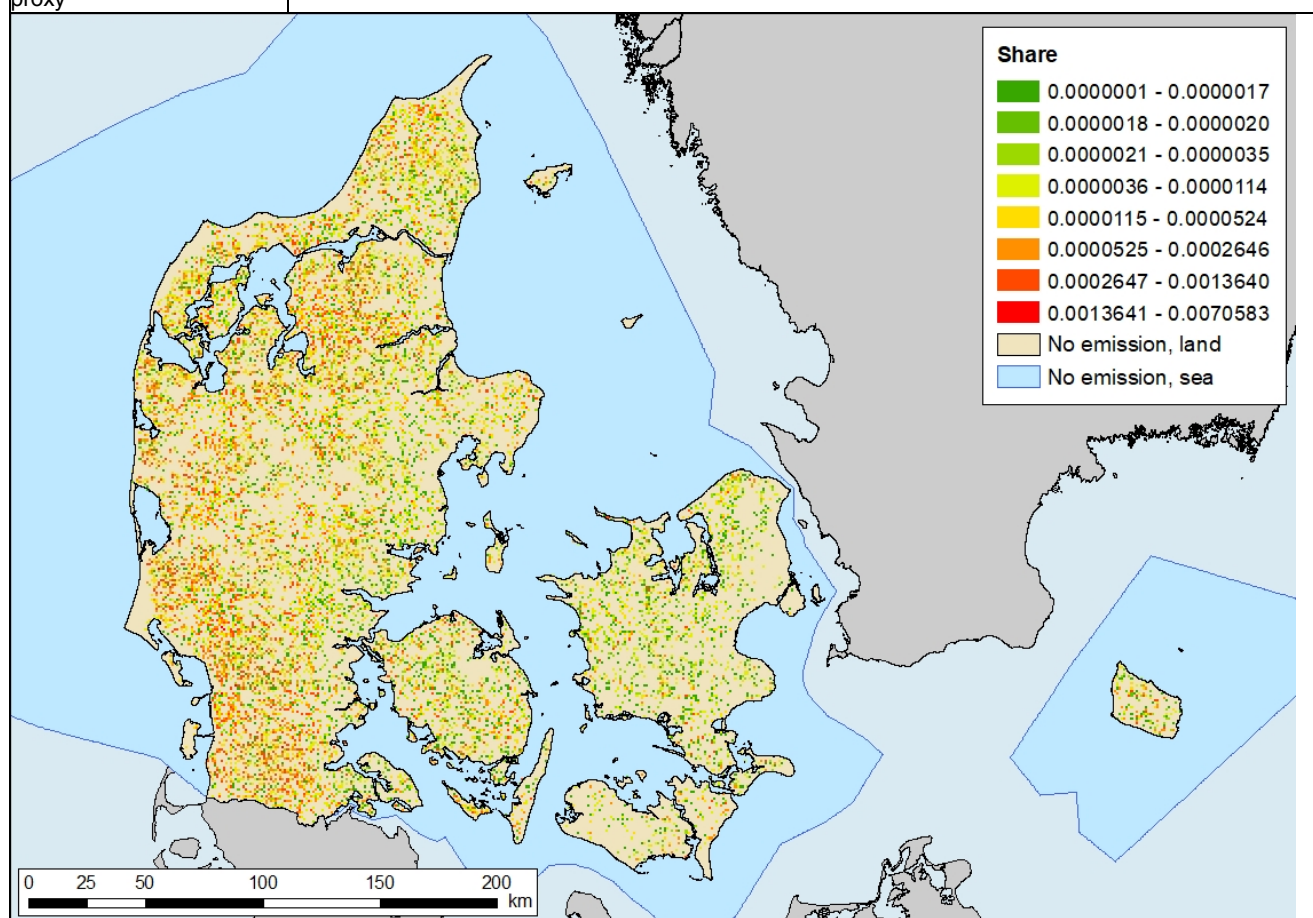 proxy
Share
0.0000001 - 0.0000017
0.0000018 - 0.0000020
0.0000021 - 0.0000035
0.0000036 - 0.0000114
0.0000115 - 0.0000524
0.0000525 - 0.0002646
0.0002647 - 0.0013640
0.0013641 - 0.0070583
No emission, land
No emission, sea
0 25 50 100 150 200
km